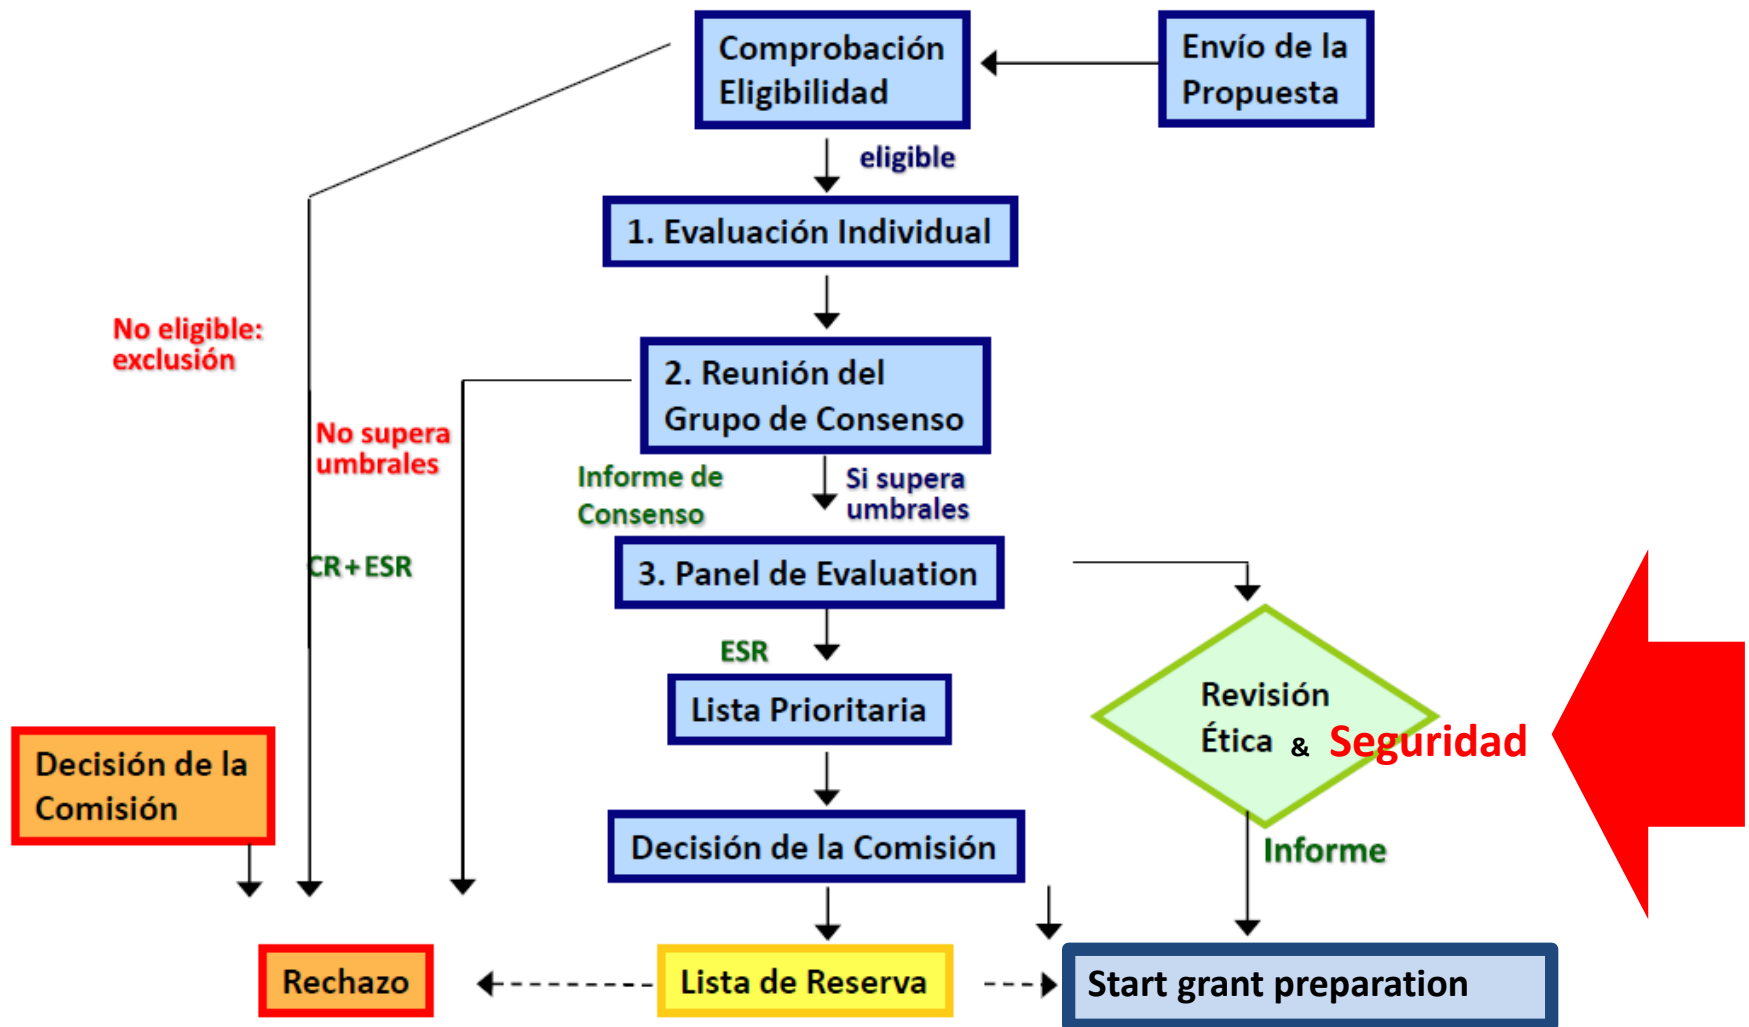 Comprobación
Eligibilidad
Envío de la
Propuesta
eligible
1. Evaluación Individual
No eligible:
exclusión
2. Reunión del
Grupo de Consenso
No supera
umbrales
Informe de
Consenso
Si supera
umbrales
CR+ESR
3. Panel de Evaluation
ESR
Lista Prioritaria
Revisión
Ética & Seguridad
Decisión de la
Comisión
Decisión de la Comisión
Informe
Rechazo
Lista de Reserva
Start grant preparation